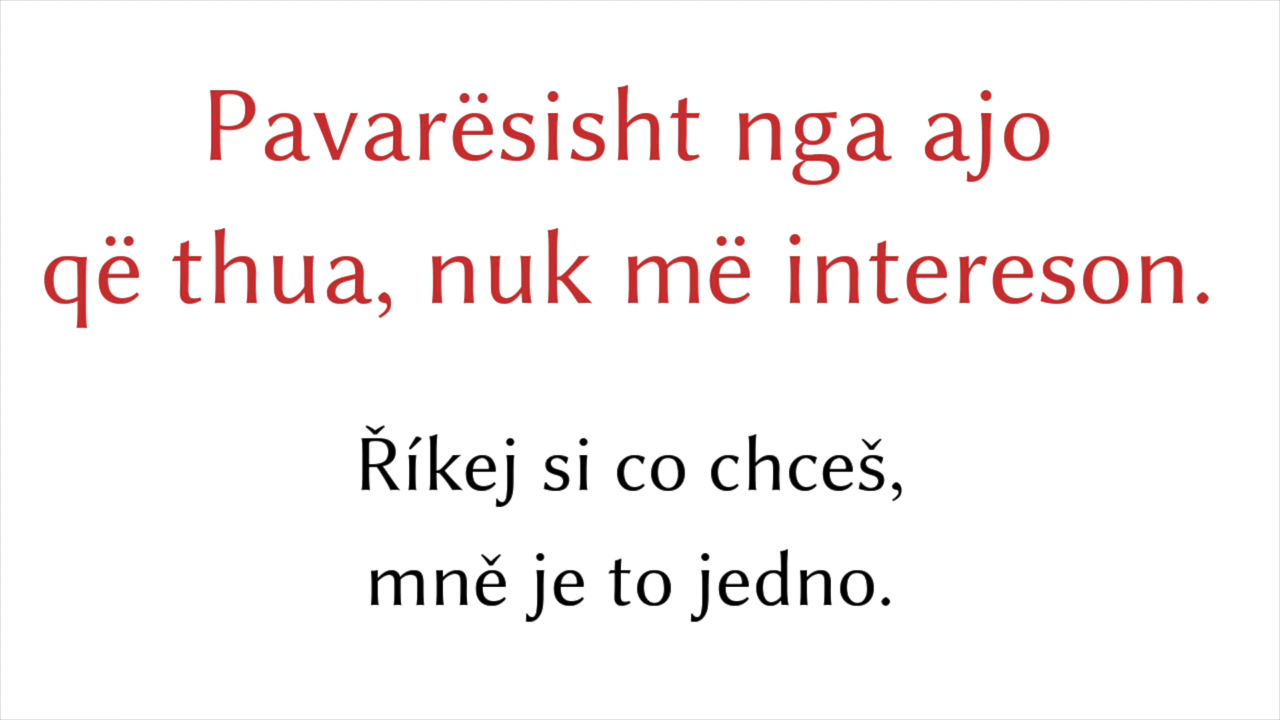 Pavarësisht nga ajo
që thua, nuk më intereson.
Říkej si co chceš,
mně je to jedno.